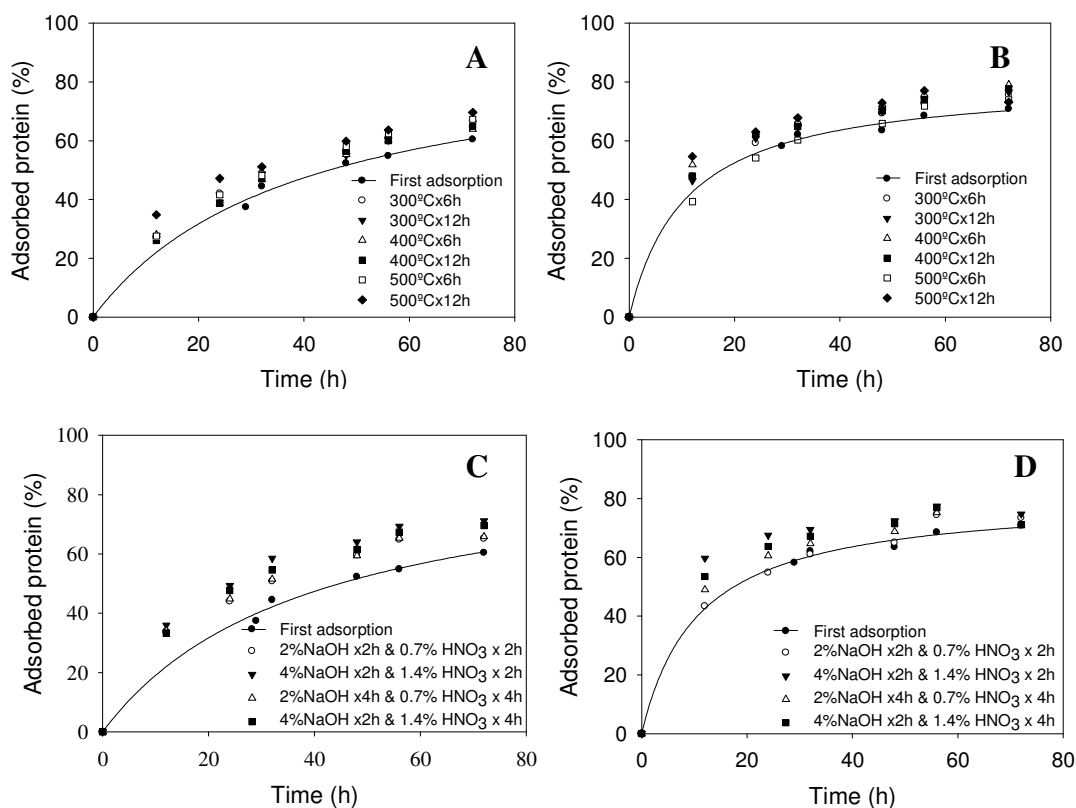 A
Adsorbed protein (%)
100
80
60
40
20
0
First adsorption
300ºCx6h
300ºCx12h
400ºCx6h
400ºCx12h
500ºCx6h
500ºCx12h
0 20 40 60 80
Time (h)
B
Adsorbed protein (%)
100
80
60
40
20
0
First adsorption
300ºCx6h
300ºCx12h
400ºCx6h
400ºCx12h
500ºCx6h
500ºCx12h
0 20 40 60 80
Time (h)
C
Adsorbed protein (%)
100
80
60
40
20
0
First adsorption
2%NaOH x2h & 0.7% HNO3 x 2h
4%NaOH x2h & 1.4% HNO3 x 2h
2%NaOH x4h & 0.7% HNO3 x 4h
4%NaOH x2h & 1.4% HNO3 x 4h
0 20 40 60 80
Time (h)
D
Adsorbed protein (%)
100
80
60
40
20
0
First adsorption
2%NaOH x2h & 0.7% HNO3 x 2h
4%NaOH x2h & 1.4% HNO3 x 2h
2%NaOH x4h & 0.7% HNO3 x 4h
4%NaOH x2h & 1.4% HNO3 x 4h
0 20 40 60 80
Time (h)